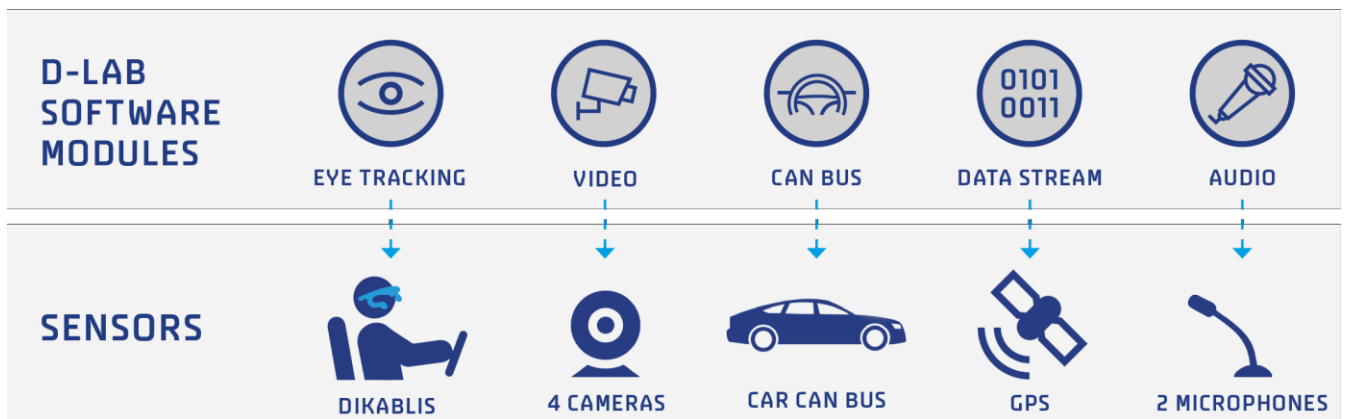 D-LAB
SOFTWARE
MODULES
0101
0011
EYE TRACKING
VIDEO
CAN BUS
DATA STREAM
AUDIO
SENSORS
DIKABLIS
4 CAMERAS
CAR CAN BUS
GPS
2 MICROPHONES